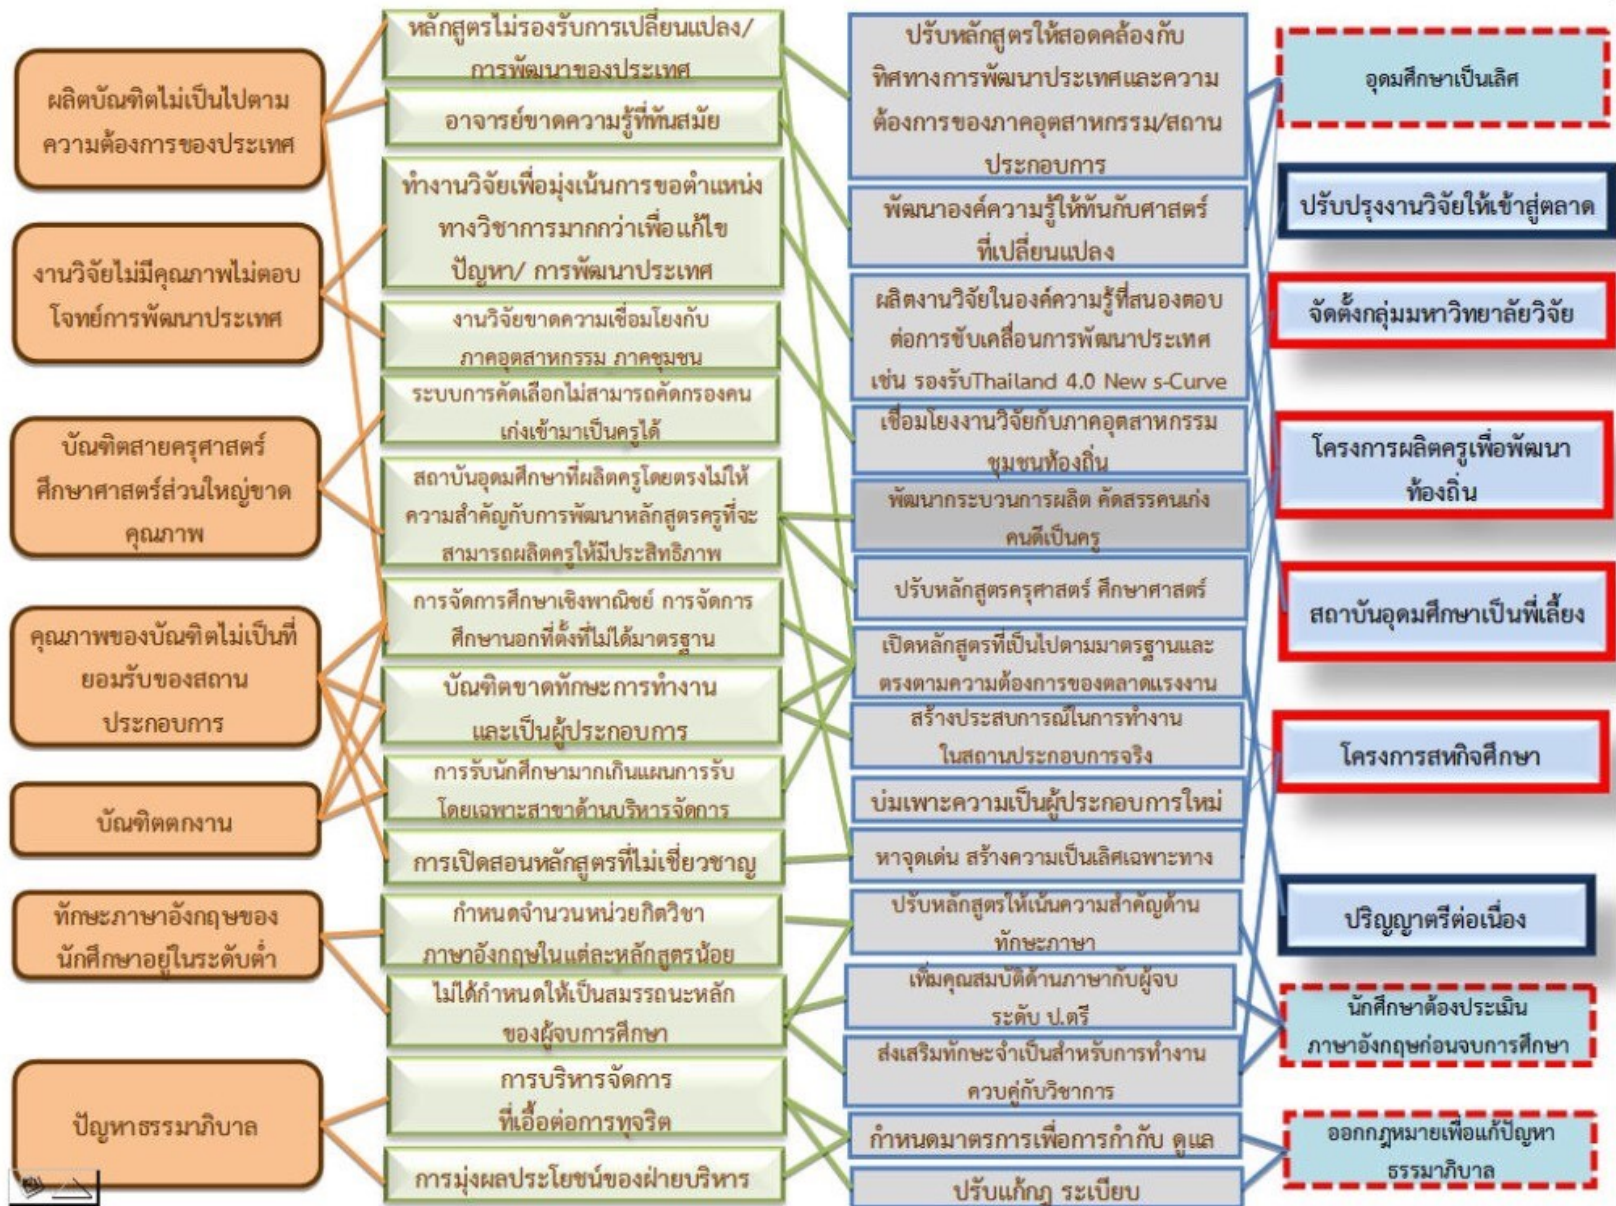 ผลิตบัณฑิตไม่เป็นไปตาม
ความต้องการของประเทศ
งานวิจัยไม่มีคุณภาพไม่ตอบ
โจทย์การพัฒนาประเทศ
บัณฑิตสายครุศาสตร์
ศึกษาศาสตร์ส่วนใหญ่ขาด
คุณภาพ
คุณภาพของบัณฑิตไม่เป็นที่
ยอมรับของสถาน
ประกอบการ
บัณฑิตตกงาน
ทักษะภาษาอังกฤษของ
นักศึกษาอยู่ในระดับต่ำ
ปัญหาธรรมาภิบาล
หลักสูตรไม่รองรับการเปลี่ยนแปลง/
การพัฒนาของประเทศ
อาจารย์ขาดความรู้ที่ทันสมัย
ทำงานวิจัยเพื่อมุ่งเน้นการขอตำแหน่ง
ทางวิชาการมากกว่าเพื่อแก้ไข
ปัญหา/ การพัฒนาประเทศ
งานวิจัยขาดความเชื่อมโยงกับ
ภาคอุตสาหกรรม ภาคชุมชน
ระบบการคัดเลือกไม่สามารถคัดกรองคน
เก่งเข้ามาเป็นครูได้
สถาบันอุดมศึกษาที่ผลิตครูโดยตรงไม่ให้
ความสำคัญกับการพัฒนาหลักสูตรครูที่จะ
สามารถผลิตครูให้มีประสิทธิภาพ
การจัดการศึกษาเชิงพาณิชย์ การจัดการ
ศึกษานอกที่ตั้งที่ไม่ได้มาตรฐาน
บัณฑิตขาดทักษะการทำงาน
และเป็นผู้ประกอบการ
การรับนักศึกษามากเกินแผนการรับ
โดยเฉพาะสาขาด้านบริหารจัดการ
การเปิดสอนหลักสูตรที่ไม่เชี่ยวชาญ
กำหนดจำนวนหน่วยกิตวิชา
ภาษาอังกฤษในแต่ละหลักสูตรน้อย
ไม่ได้กำหนดให้เป็นสมรรถนะหลัก
ของผู้จบการศึกษา
การบริหารจัดการ
ที่เอื้อต่อการทุจริต
การมุ่งผลประโยชน์ของฝ่ายบริหาร
ปรับหลักสูตรให้สอดคล้องกับ
ทิศทางการพัฒนาประเทศและความ
ต้องการของภาคอุตสาหกรรม/สถาน
ประกอบการ
พัฒนาองค์ความรู้ให้ทันกับศาสตร์
ที่เปลี่ยนแปลง
ผลิตงานวิจัยในองค์ความรู้ที่สนองตอบ
ต่อการขับเคลื่อนการพัฒนาประเทศ
เช่น รองรับThailand 4.0 New s-Curve
เชื่อมโยงงานวิจัยกับภาคอุตสาหกรรม
ชุมชนท้องถิ่น
พัฒนากระบวนการผลิต คัดสรรคนเก่ง
คนดีเป็นครู
ปรับหลักสูตรครุศาสตร์ ศึกษาศาสตร์
เปิดหลักสูตรที่เป็นไปตามมาตรฐานและ
ตรงตามความต้องการของตลาดแรงงาน
สร้างประสบการณ์ในการทำงาน
ในสถานประกอบการจริง
บ่มเพาะความเป็นผู้ประกอบการใหม่
หาจุดเด่น สร้างความเป็นเลิศเฉพาะทาง
ปรับหลักสูตรให้เน้นความสำคัญด้าน
ทักษะภาษา
เพิ่มคุณสมบัติด้านภาษากับผู้จบ
ระดับ ป.ตรี
ส่งเสริมทักษะจำเป็นสำหรับการทำงาน
ควบคู่กับวิชาการ
กำหนดมาตรการเพื่อการกำกับ ดูแล
ปรับแก้กฎ ระเบียบ
อุดมศึกษาเป็นเลิศ
ปรับปรุงงานวิจัยให้เข้าสู่ตลาด
จัดตั้งกลุ่มมหาวิทยาลัยวิจัย
โครงการผลิตครูเพื่อพัฒนา
ท้องถิ่น
สถาบันอุดมศึกษาเป็นพี่เลี้ยง
โครงการสหกิจศึกษา
ปริญญาตรีต่อเนื่อง
นักศึกษาต้องประเมิน
ภาษาอังกฤษก่อนจบการศึกษา
ออกกฎหมายเพื่อแก้ปัญหา
ธรรมาภิบาล